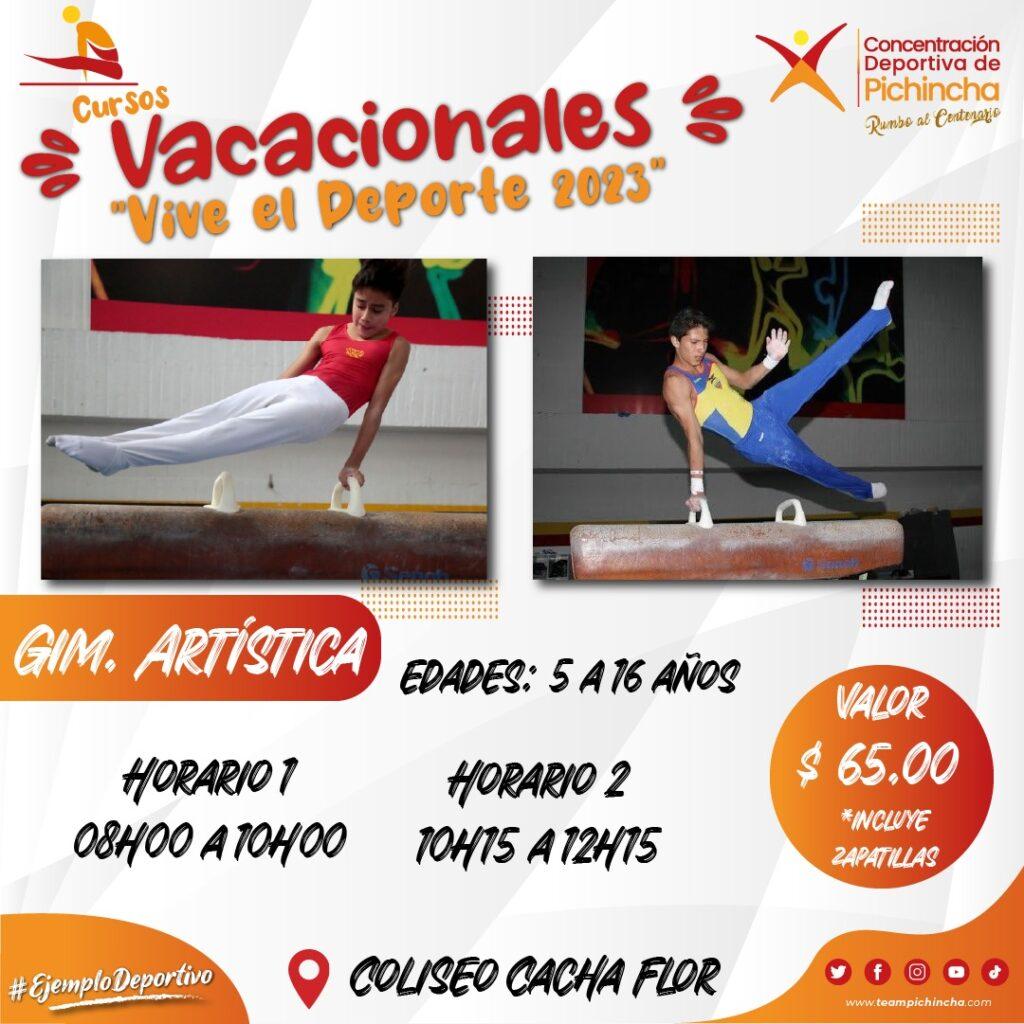 Cursos
Vacacionales
"Vive el Deporte 2023"
Concentración
Deportiva de
Pichincha
Rumbo al Centenario
GIM. ARTÍSTICA
EDADES: 5 A 16 AÑOS
HORARIO 1
08H00 A 10H00
HORARIO 2
10H15 A 12H15
VALOR
$ 65.00
*INCLUYE
ZAPATILLAS
#EjemploDeportivo
COLISEO CACHA FLOR
www.teampichincha.com